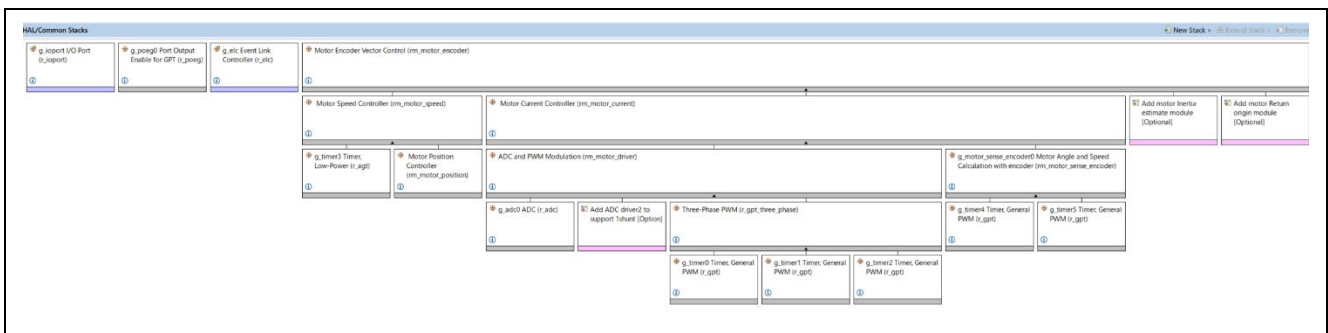 HAL/Common Stacks
New Stack >
Extend Stack >
Remove
g_ioport I/O Port
(r_ioport)
g_poeg0 Port Output
Enable for GPT (r_poeg)
g_elc Event Link
Controller (r_elc)
Motor Encoder Vector Control (rm_motor_encoder)
Motor Speed Controller (rm_motor_speed)
Motor Current Controller (rm_motor_current)
Add motor Inertia
estimate module
[Optional]
Add motor Return
origin module
[Optional]
g_timer3 Timer,
Low-Power (r_agt)
Motor Position
Controller
(rm_motor_position)
ADC and PWM Modulation (rm_motor_driver)
g_motor_sense_encoder0 Motor Angle and Speed
Calculation with encoder (rm_motor_sense_encoder)
g_adc0 ADC (r_adc)
Add ADC driver2 to
support 1shunt [Option]
Three-Phase PWM (r_gpt_three_phase)
g_timer4 Timer, General
PWM (r_gpt)
g_timer5 Timer, General
PWM (r_gpt)
g_timer0 Timer, General
PWM (r_gpt)
g_timer1 Timer, General
PWM (r_gpt)
g_timer2 Timer, General
PWM (r_gpt)